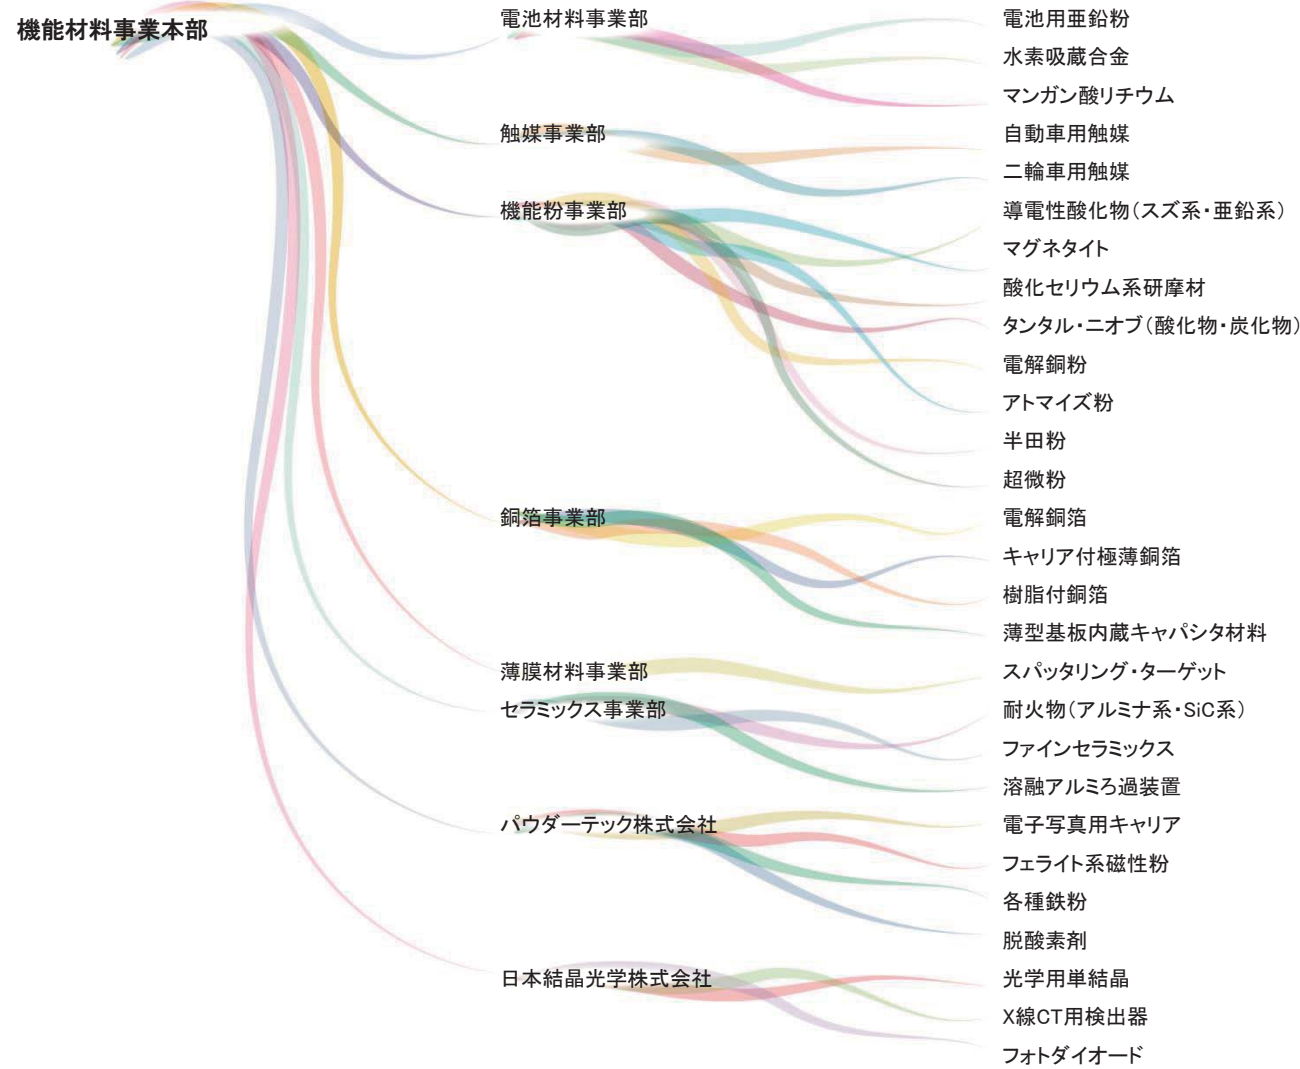 機能材料事業本部
電池材料事業部
電池用亜鉛粉
水素吸蔵合金
マンガン酸リチウム
触媒事業部
自動車用触媒
二輪車用触媒
機能粉事業部
導電性酸化物（スズ系・亜鉛系）
マグネタイト
酸化セリウム系研摩材
タンタル・ニオブ（酸化物・炭化物）
電解銅粉
アトマイズ粉
半田粉
超微粉
銅箔事業部
電解銅箔
キャリア付極薄銅箔
樹脂付銅箔
薄型基板内蔵キャパシタ材料
薄膜材料事業部
スパッタリング・ターゲット
セラミックス事業部
耐火物（アルミナ系・SiC系）
ファインセラミックス
溶融アルミろ過装置
パウダーテック株式会社
電子写真用キャリア
フェライト系磁性粉
各種鉄粉
脱酸素剤
日本結晶光学株式会社
光学用単結晶
X線CT用検出器
フォトダイオード